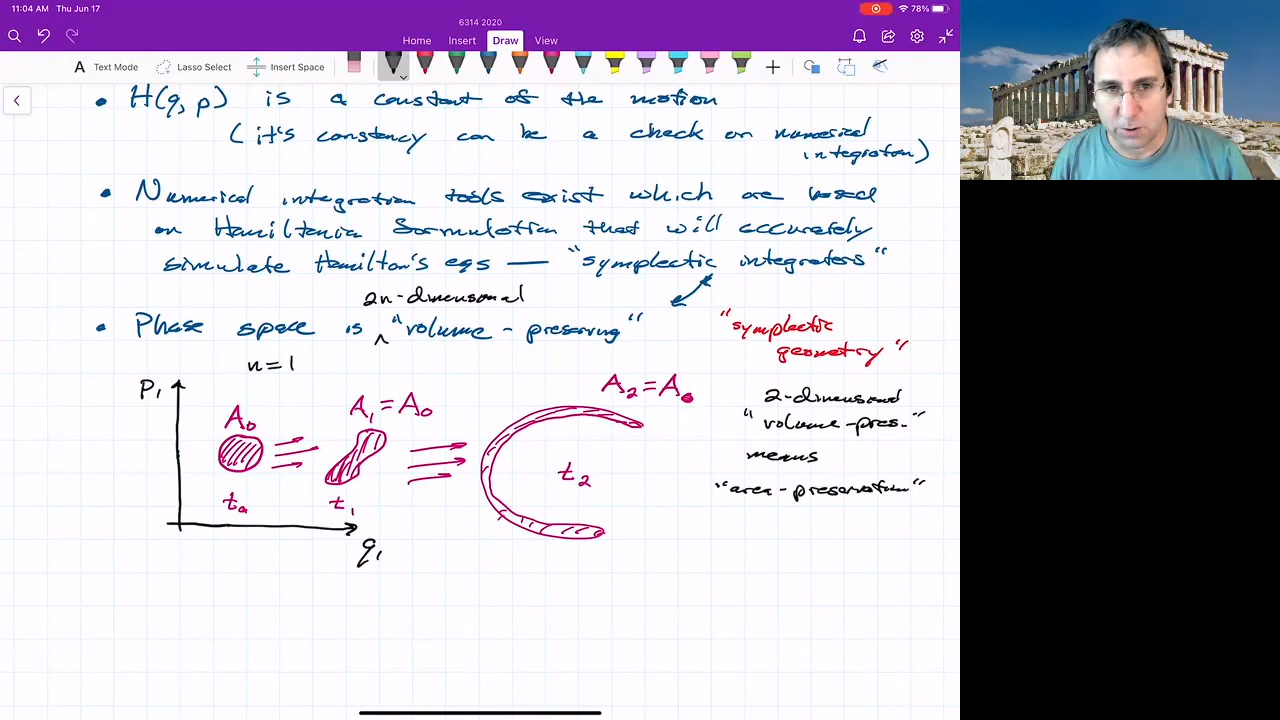 11:04 AM Thu Jun 17
78%
6314 2020
Home Insert Draw View
Text Mode Lasso Select Insert Space
• H(q, p) is a constant of the motion
(it's constency can be a check on numerical
integration)
• Numerical integration tools exist which are based
on Hamiltonian formulation that will accurately
simulate Hamilton's eqs — "symplectic integrators"
2n-dimensional
• Phase space is ^ "volume-preserving"
"symplectic
geometry"
n=1
p₁
A₀
A₁ = A₀
A₂ = A₀
2-dimensional
"volume-pres."
means
"area-preservation"
t₀
t₁
t₂
q₁